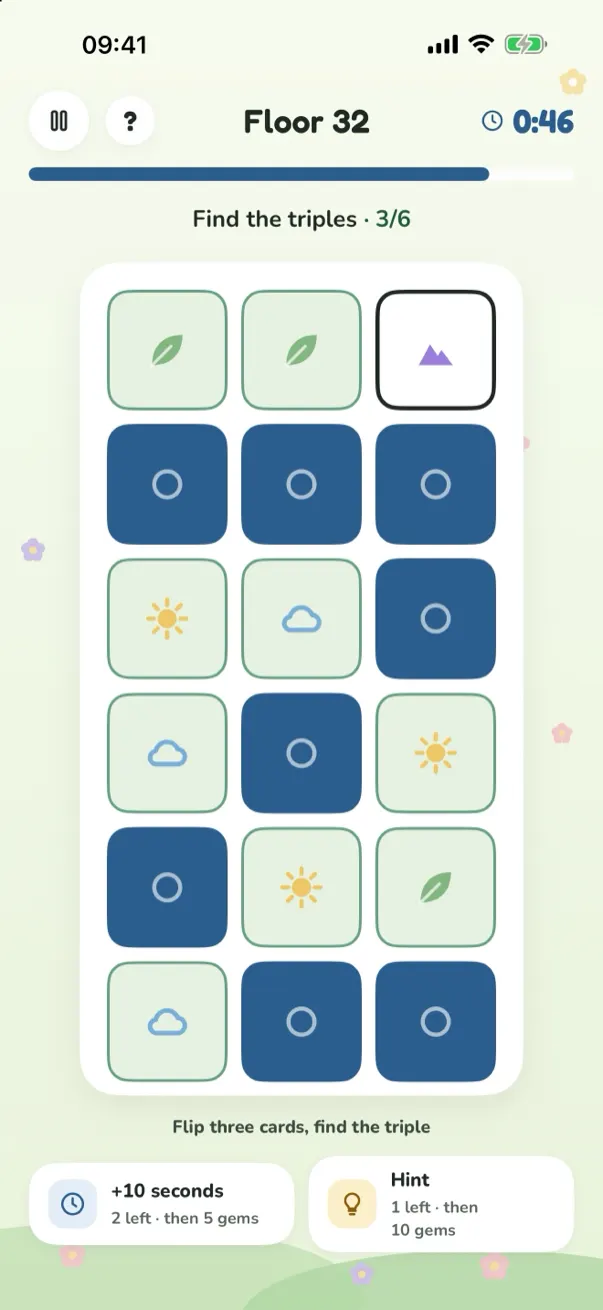 09:41
?
Floor 32
0:46
Find the triples · 3/6
Flip three cards, find the triple
+10 seconds
2 left · then 5 gems
Hint
1 left · then
10 gems